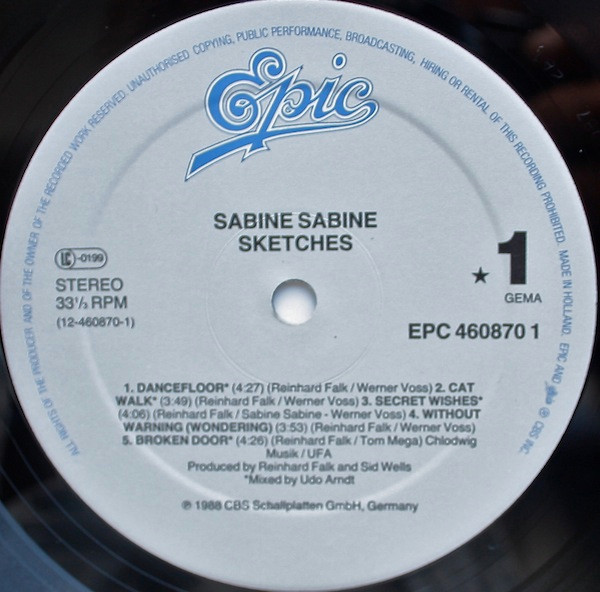 ALL RIGHTS OF THE PRODUCER AND OF THE OWNER OF THE RECORDED WORK RESERVED. UNAUTHORISED COPYING, PUBLIC PERFORMANCE, BROADCASTING, HIRING OR RENTAL OF THIS RECORDING PROHIBITED. MADE IN HOLLAND. EPIC AND ℗ CBS INC.
Epic
SABINE SABINE
SKETCHES
LC-0199
STEREO
33⅓ RPM
(12-460870-1)
★ 1
GEMA
EPC 460870 1
1. DANCEFLOOR* (4:27) (Reinhard Falk / Werner Voss) 2. CAT
WALK* (3:49) (Reinhard Falk / Werner Voss) 3. SECRET WISHES*
(4:06) (Reinhard Falk / Sabine Sabine - Werner Voss) 4. WITHOUT
WARNING (WONDERING) (3:53) (Reinhard Falk / Werner Voss)
5. BROKEN DOOR* (4:26) (Reinhard Falk / Tom Mega) Chlodwig
Musik / UFA
Produced by Reinhard Falk and Sid Wells
*Mixed by Udo Arndt
℗ 1988 CBS Schallplatten GmbH, Germany